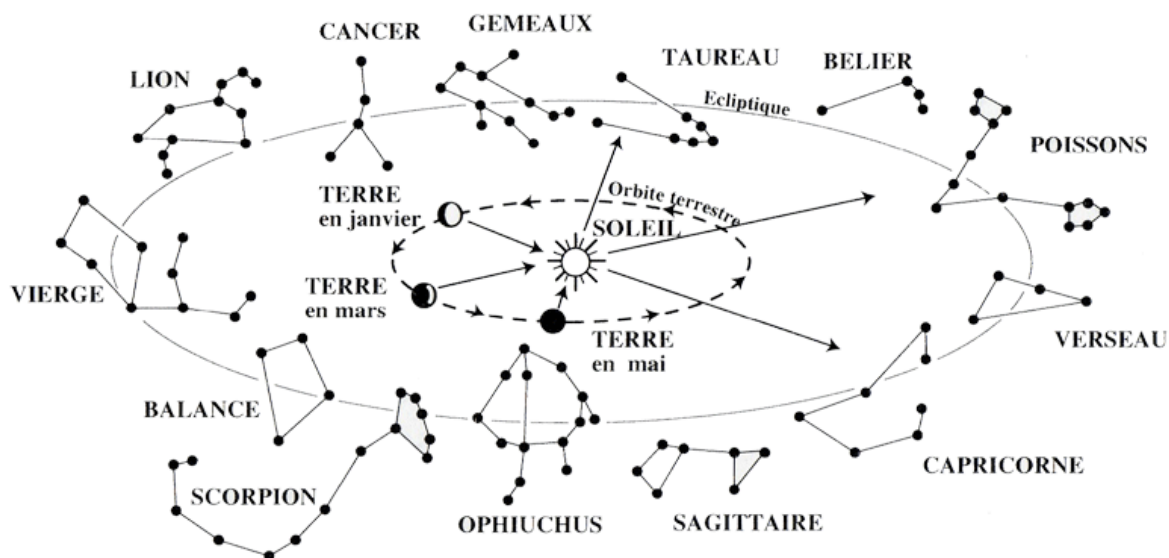 CANCER
GEMEAUX
LION
TAUREAU
BELIER
Ecliptique
POISSONS
TERRE
en janvier
Orbite terrestre
SOLEIL
VIERGE
TERRE
en mars
TERRE
en mai
VERSEAU
BALANCE
CAPRICORNE
SCORPION
OPHIUCHUS
SAGITTAIRE